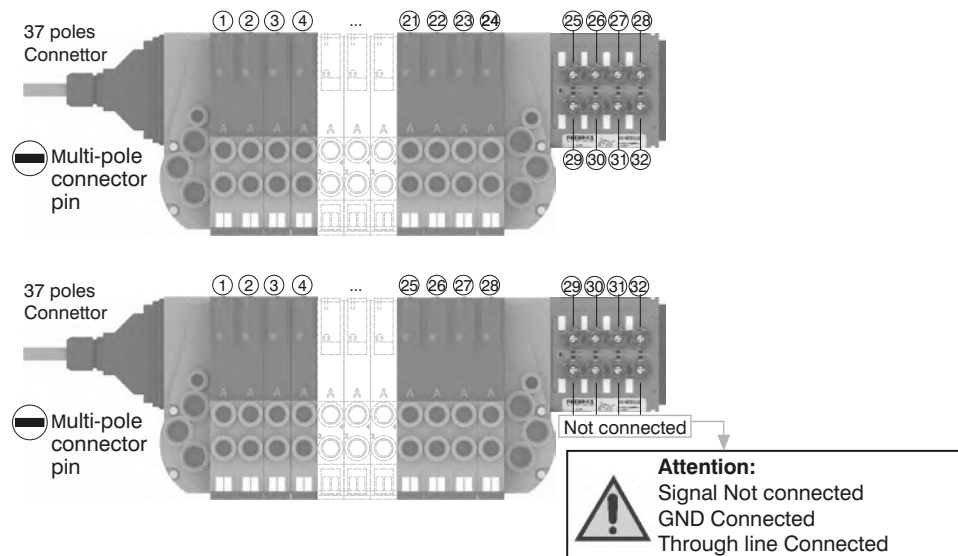 ① ② ③ ④ ... ㉑ ㉒ ㉓ ㉔ ㉕ ㉖ ㉗ ㉘
37 poles
Connettor
A A A A A A A A A A A
Multi-pole
connector
pin
㉙ ㉚ ㉛ ㉜
① ② ③ ④ ... ㉕ ㉖ ㉗ ㉘ ㉙ ㉚ ㉛ ㉜
37 poles
Connettor
A A A A A A A A A A A
Multi-pole
connector
pin
Not connected
Attention:
Signal Not connected
GND Connected
Through line Connected